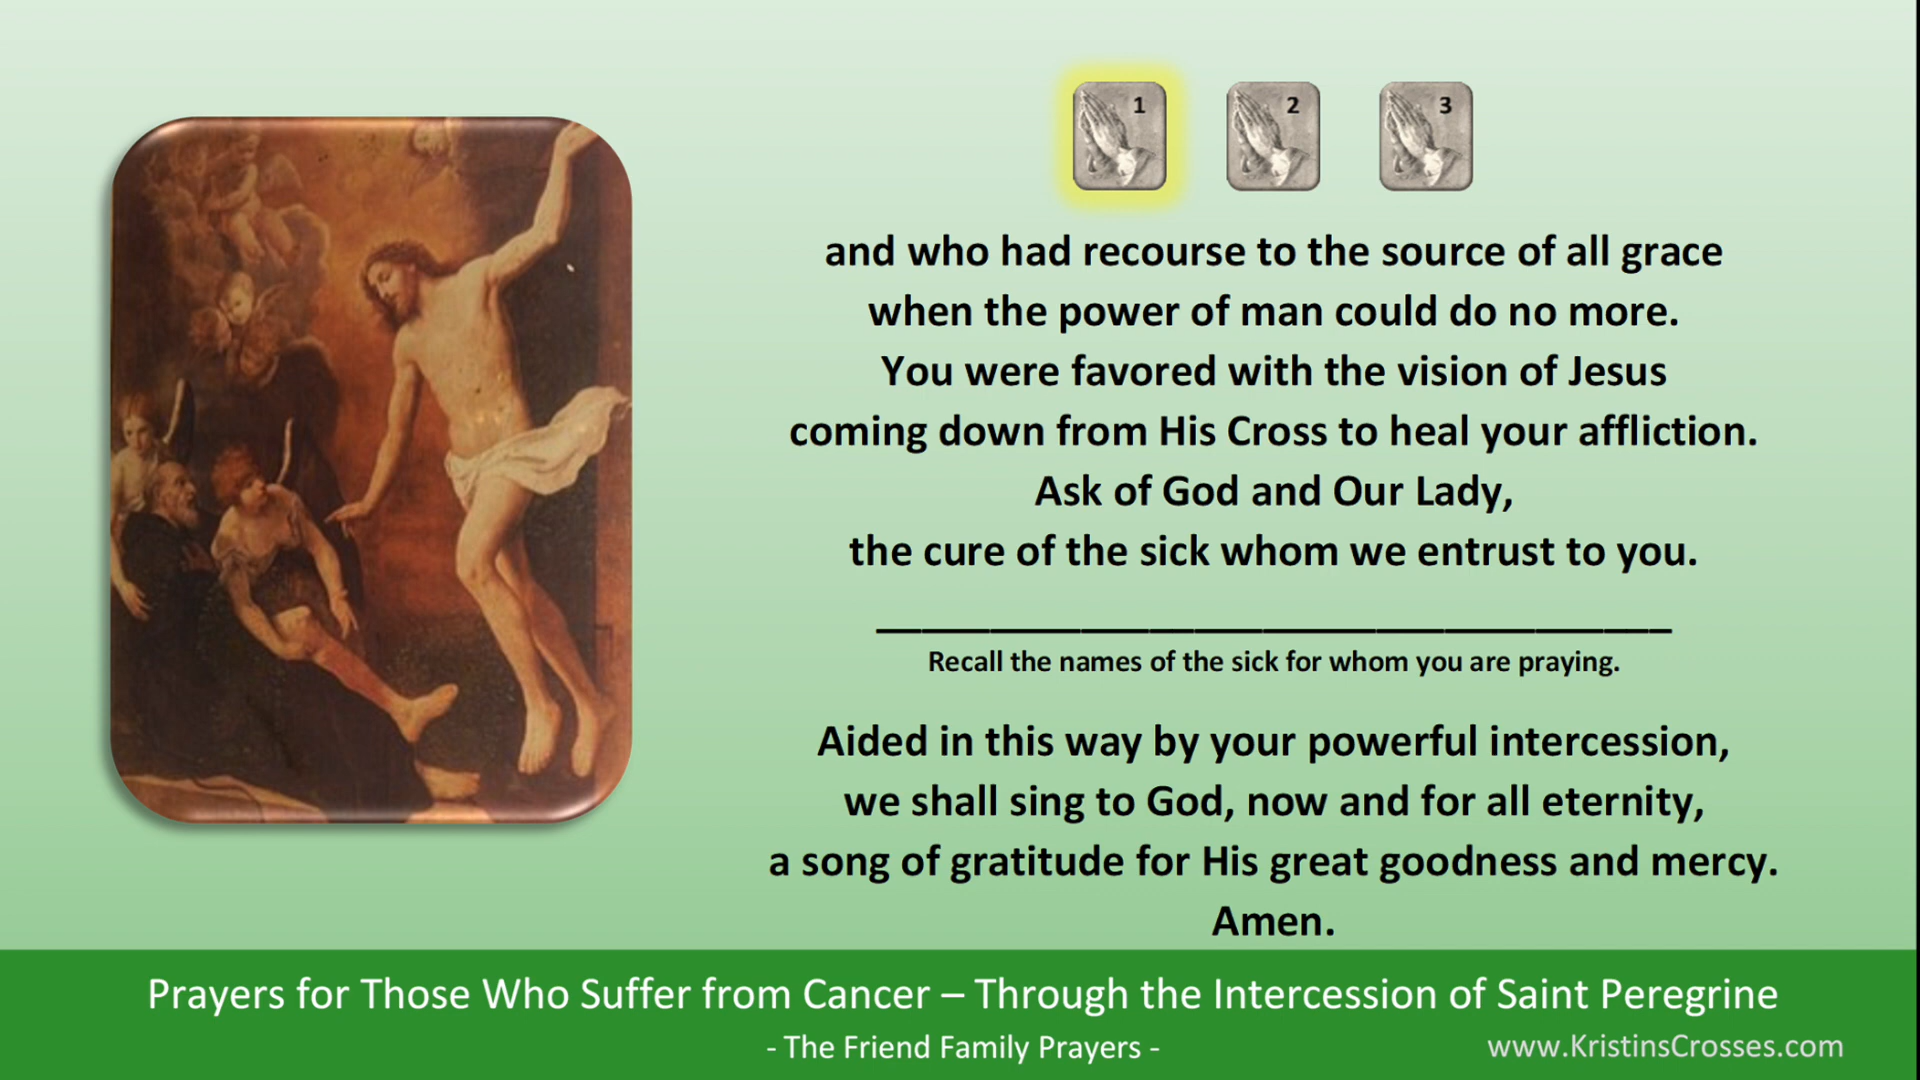 1 2 3
and who had recourse to the source of all grace
when the power of man could do no more.
You were favored with the vision of Jesus
coming down from His Cross to heal your affliction.
Ask of God and Our Lady,
the cure of the sick whom we entrust to you.
___________________________________
Recall the names of the sick for whom you are praying.
Aided in this way by your powerful intercession,
we shall sing to God, now and for all eternity,
a song of gratitude for His great goodness and mercy.
Amen.
Prayers for Those Who Suffer from Cancer – Through the Intercession of Saint Peregrine
- The Friend Family Prayers -
www.KristinsCrosses.com